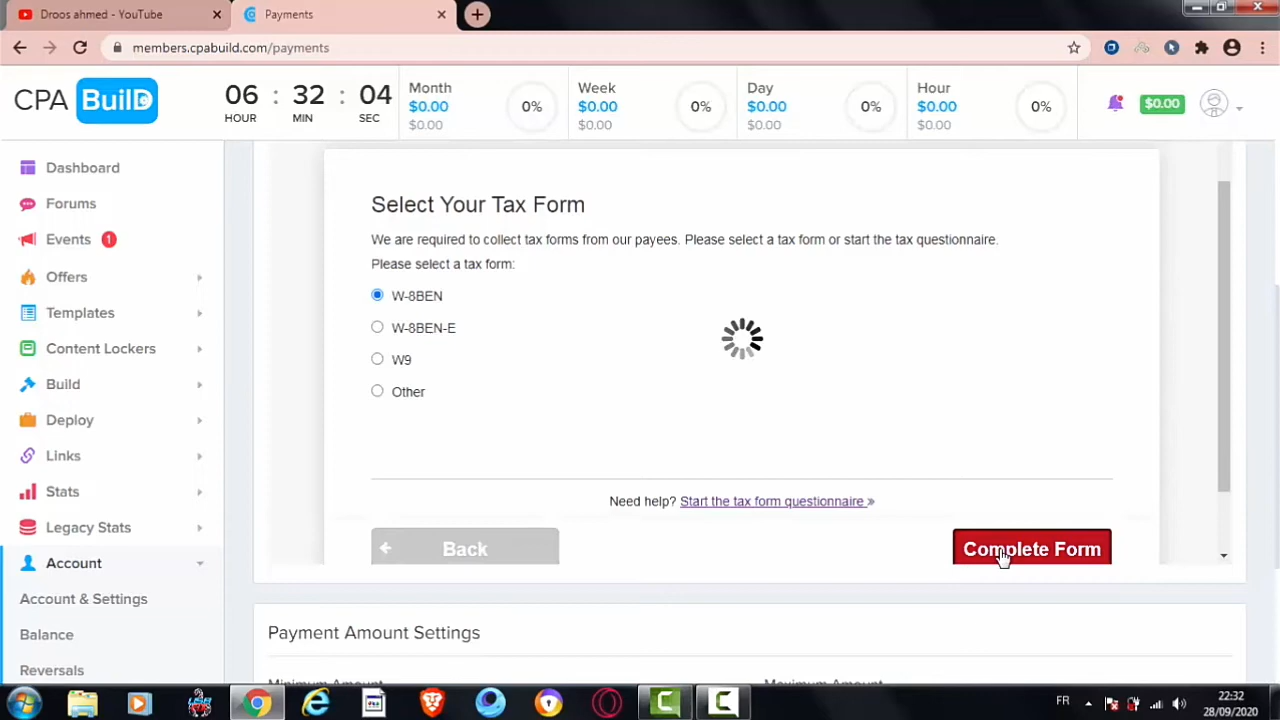 Droos ahmed - YouTube
Payments
members.cpabuild.com/payments
CPA BuilD
06 : 32 : 04
HOUR MIN SEC
Month
$0.00
$0.00
0%
Week
$0.00
$0.00
0%
Day
$0.00
$0.00
0%
Hour
$0.00
$0.00
0%
$0.00
Dashboard
Forums
Events 1
Offers
Templates
Content Lockers
Build
Deploy
Links
Stats
Legacy Stats
Account
Account & Settings
Balance
Reversals
Select Your Tax Form
We are required to collect tax forms from our payees. Please select a tax form or start the tax questionnaire.
Please select a tax form:
W-8BEN
W-8BEN-E
W9
Other
Need help? Start the tax form questionnaire »
Back
Complete Form
Payment Amount Settings
Minimum Amount
Maximum Amount
FR
22:32
28/09/2020